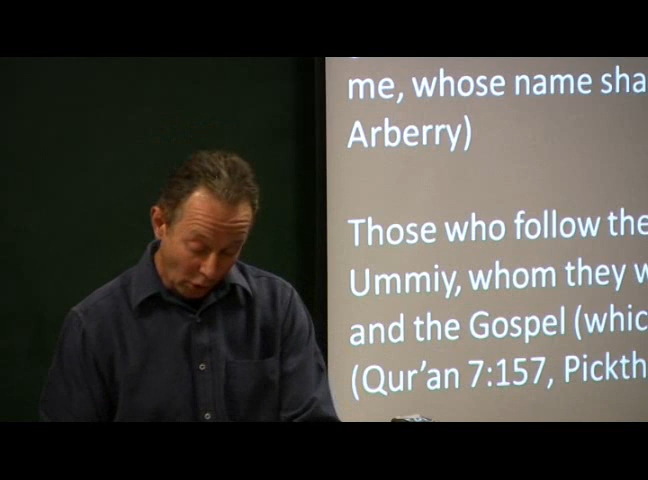 me, whose name sha
Arberry)
Those who follow the
Ummiy, whom they w
and the Gospel (whic
(Qur'an 7:157, Pickth